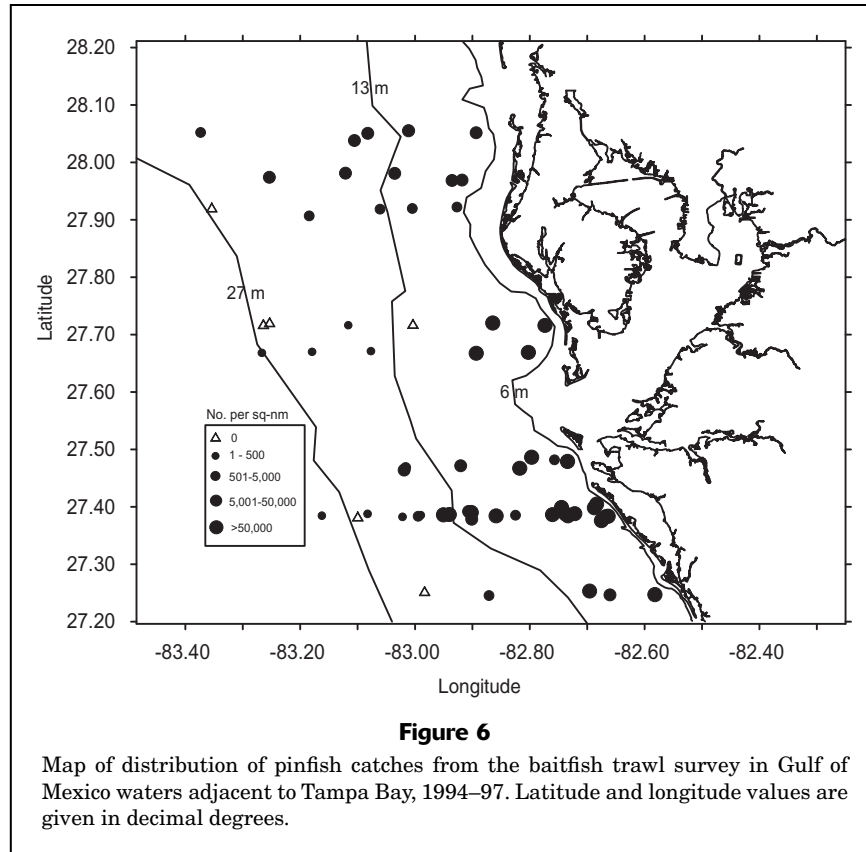 28.20
28.10
28.00
27.90
27.80
27.70
27.60
27.50
27.40
27.30
27.20
Latitude
13 m
27 m
6 m
No. per sq-nm
0
1 - 500
501-5,000
5,001-50,000
>50,000
-83.40 -83.20 -83.00 -82.80 -82.60 -82.40
Longitude
Figure 6
Map of distribution of pinfish catches from the baitfish trawl survey in Gulf of
Mexico waters adjacent to Tampa Bay, 1994–97. Latitude and longitude values are
given in decimal degrees.